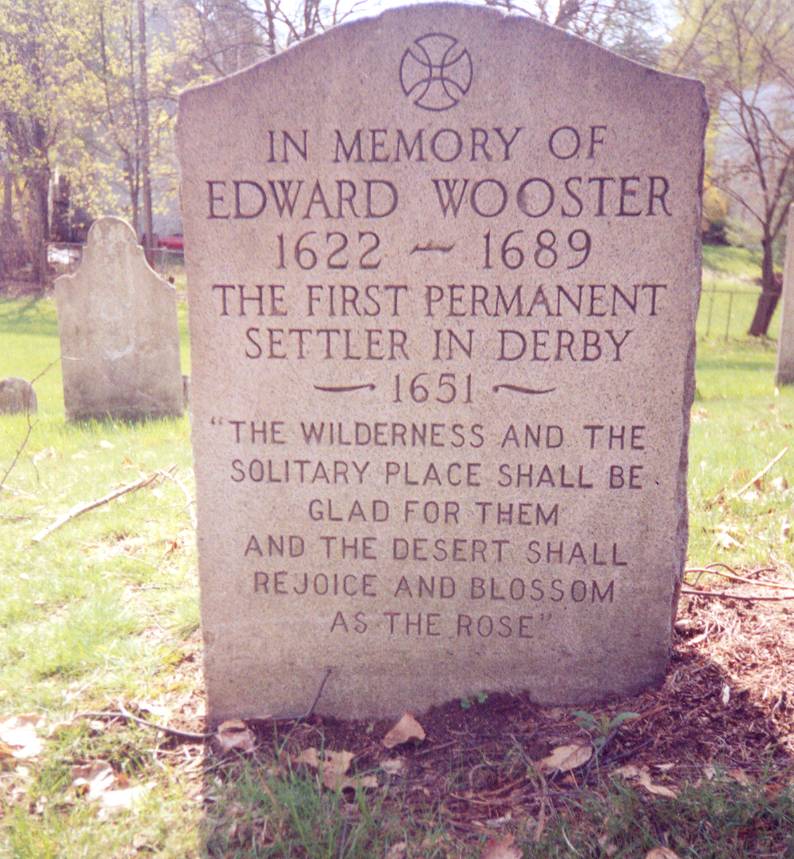 IN MEMORY OF
EDWARD WOOSTER
1622 ~ 1689
THE FIRST PERMANENT
SETTLER IN DERBY
~ 1651 ~
"THE WILDERNESS AND THE
SOLITARY PLACE SHALL BE
GLAD FOR THEM
AND THE DESERT SHALL
REJOICE AND BLOSSOM
AS THE ROSE"